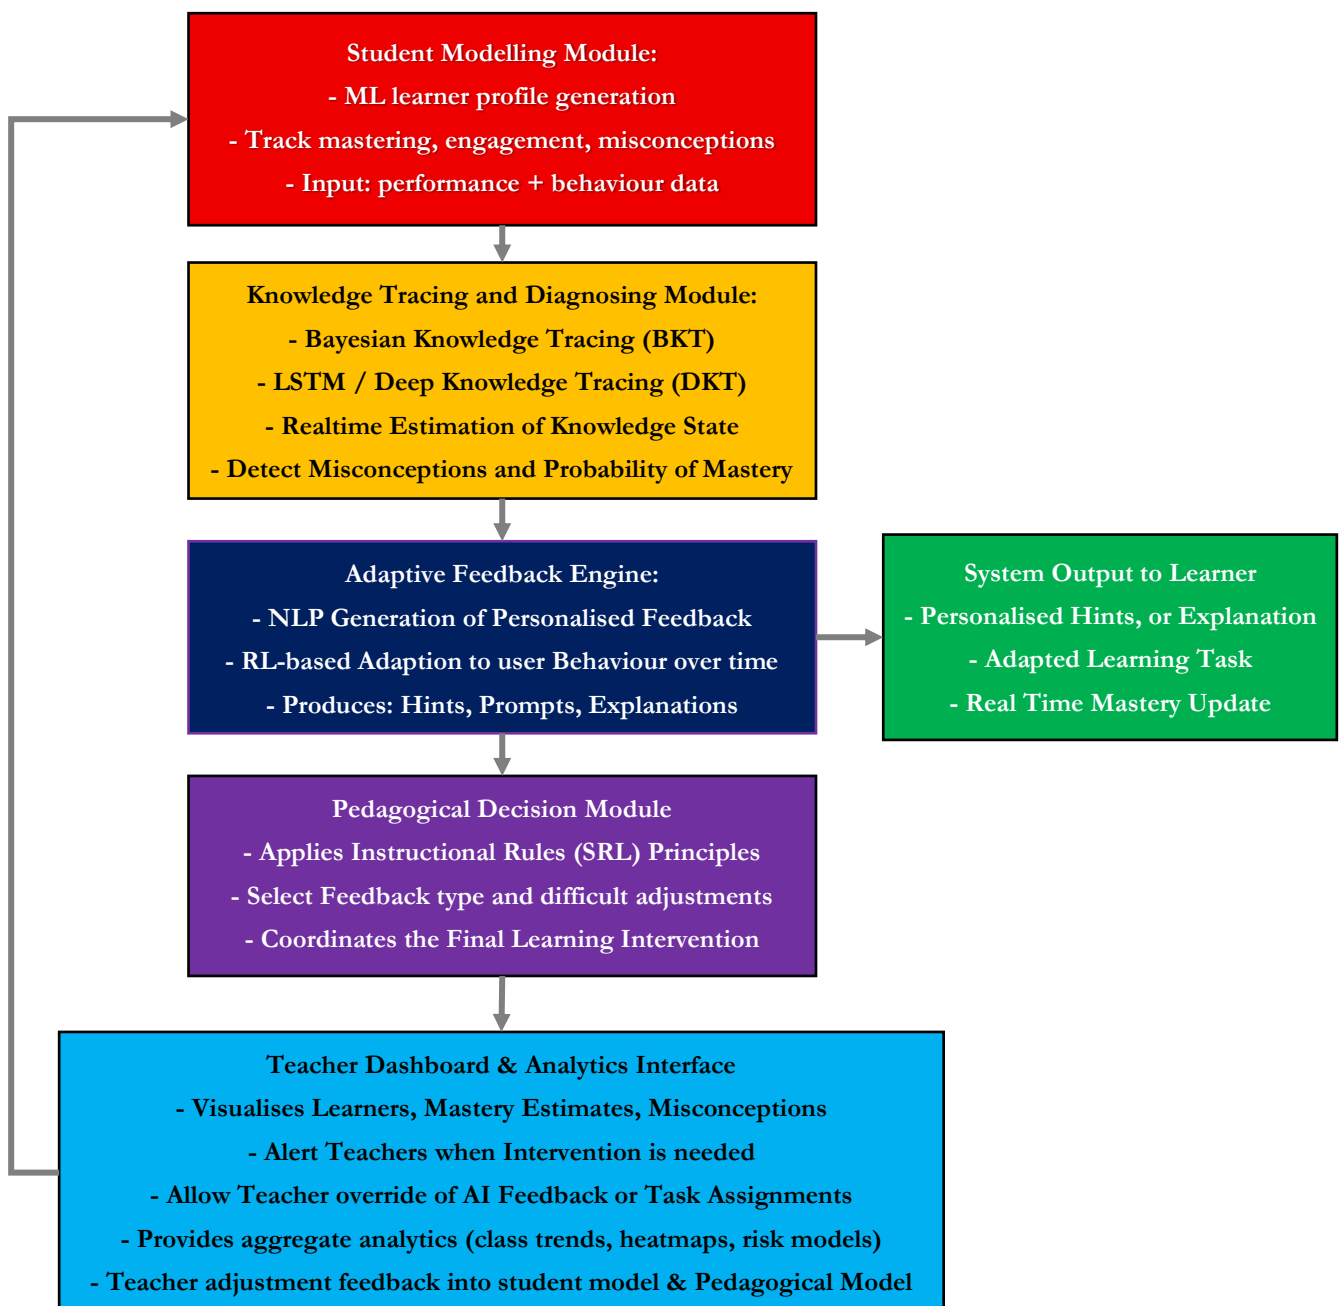 Student Modelling Module:
- ML learner profile generation
- Track mastering, engagement, misconceptions
- Input: performance + behaviour data
Knowledge Tracing and Diagnosing Module:
- Bayesian Knowledge Tracing (BKT)
- LSTM / Deep Knowledge Tracing (DKT)
- Realtime Estimation of Knowledge State
- Detect Misconceptions and Probability of Mastery
Adaptive Feedback Engine:
- NLP Generation of Personalised Feedback
- RL-based Adaption to user Behaviour over time
- Produces: Hints, Prompts, Explanations
System Output to Learner
- Personalised Hints, or Explanation
- Adapted Learning Task
- Real Time Mastery Update
Pedagogical Decision Module
- Applies Instructional Rules (SRL) Principles
- Select Feedback type and difficult adjustments
- Coordinates the Final Learning Intervention
Teacher Dashboard & Analytics Interface
- Visualises Learners, Mastery Estimates, Misconceptions
- Alert Teachers when Intervention is needed
- Allow Teacher override of AI Feedback or Task Assignments
- Provides aggregate analytics (class trends, heatmaps, risk models)
- Teacher adjustment feedback into student model & Pedagogical Model